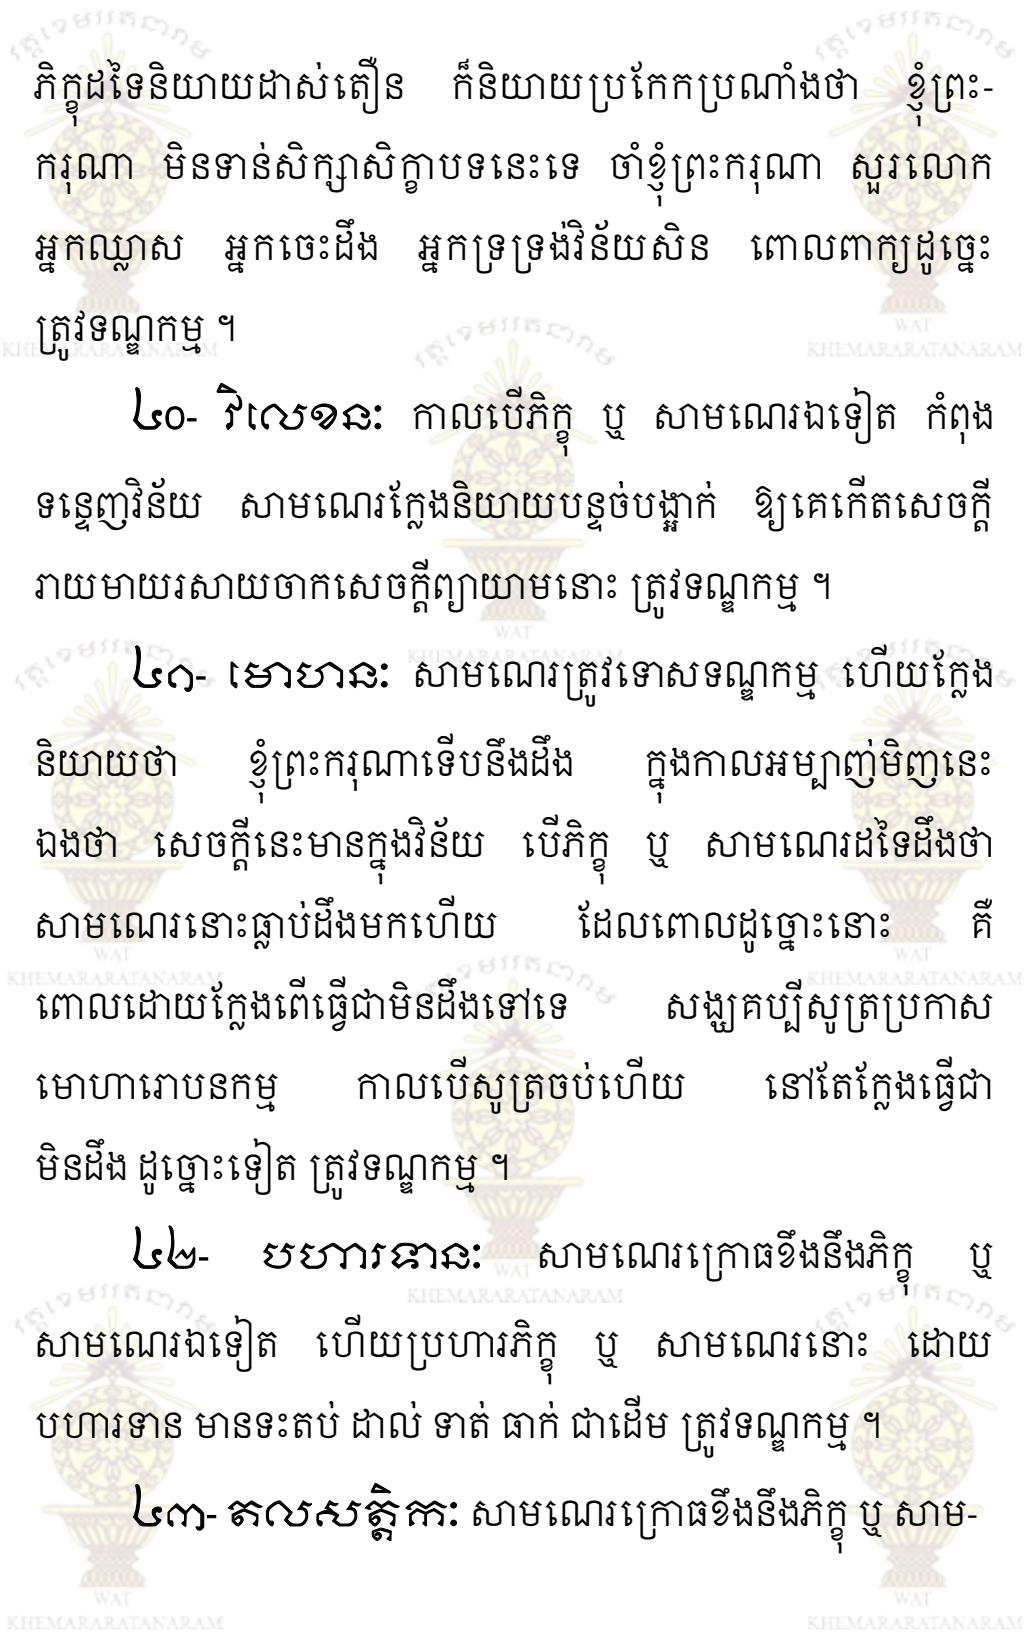 ភិក្ខុដទៃនិយាយដាស់តឿន ក៏និយាយប្រកែកប្រណាំងថា ខ្ញុំព្រះ-
ករុណា មិនទាន់សិក្សាសិក្ខាបទនេះទេ ចាំខ្ញុំព្រះករុណា សួរលោក
អ្នកឈ្លាស អ្នកចេះដឹង អ្នកទ្រទ្រង់វិន័យសិន ពោលពាក្យដូច្នេះ
ត្រូវទណ្ឌកម្ម ។
៤០- វិលេខនៈ កាលបើភិក្ខុ ឬ សាមណេរឯទៀត កំពុង
ទន្ទេញវិន័យ សាមណេរក្លែងនិយាយបន្ទច់បង្អាក់ ឱ្យគេកើតសេចក្តី
រាយមាយរសាយចាកសេចក្តីព្យាយាមនោះ ត្រូវទណ្ឌកម្ម ។
៤១- មោហានៈ សាមណេរត្រូវទោសទណ្ឌកម្ម ហើយក្លែង
និយាយថា ខ្ញុំព្រះករុណាទើបនឹងដឹង ក្នុងកាលអម្បាញ់មិញនេះ
ឯងថា សេចក្តីនេះមានក្នុងវិន័យ បើភិក្ខុ ឬ សាមណេរដទៃដឹងថា
សាមណេរនោះធ្លាប់ដឹងមកហើយ ដែលពោលដូច្នោះនោះ គឺ
ពោលដោយក្លែងពើធ្វើជាមិនដឹងទៅទេ សង្ឃគប្បីសូត្រប្រកាស
មោហារោបនកម្ម កាលបើសូត្រចប់ហើយ នៅតែក្លែងធ្វើជា
មិនដឹង ដូច្នោះទៀត ត្រូវទណ្ឌកម្ម ។
៤២- បហារទានៈ សាមណេរក្រោធខឹងនឹងភិក្ខុ ឬ
សាមណេរឯទៀត ហើយប្រហារភិក្ខុ ឬ សាមណេរនោះ ដោយ
បហារទាន មានទះតប់ ដាល់ ទាត់ ធាក់ ជាដើម ត្រូវទណ្ឌកម្ម ។
៤៣- តលសត្តិកៈ សាមណេរក្រោធខឹងនឹងភិក្ខុ ឬ សាម-
WAT
KHEMARARATANARAM